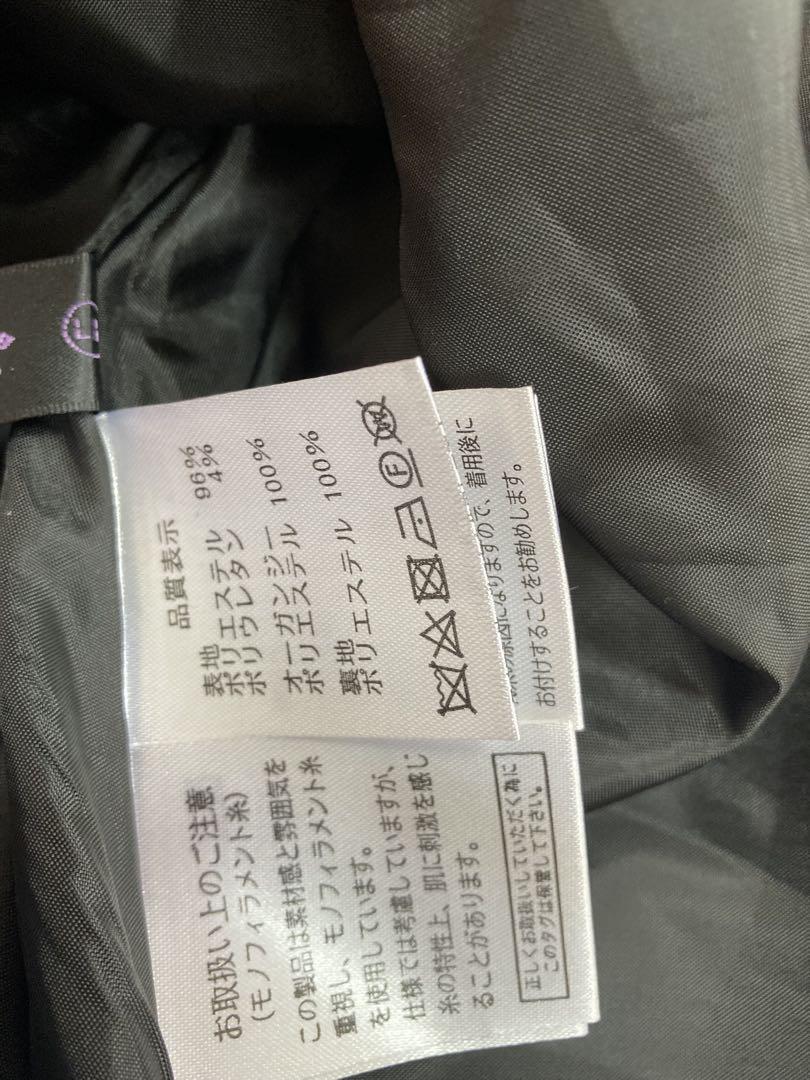 品質表示
表地
ポリエステル 96%
ポリウレタン 4%
オーガンジー
ポリエステル 100%
裏地
ポリエステル 100%
F
W
原因になりますので、着用後に
お付けすることをお勧めします。
お取扱い上のご注意
(モノフィラメント糸)
この製品は素材感と雰囲気を
重視し、モノフィラメント糸
を使用しています。
仕様では考慮していますが、
糸の特性上、肌に刺激を感じ
ることがあります。
正しくお取扱いしていただく為に
このタグは保管して下さい。